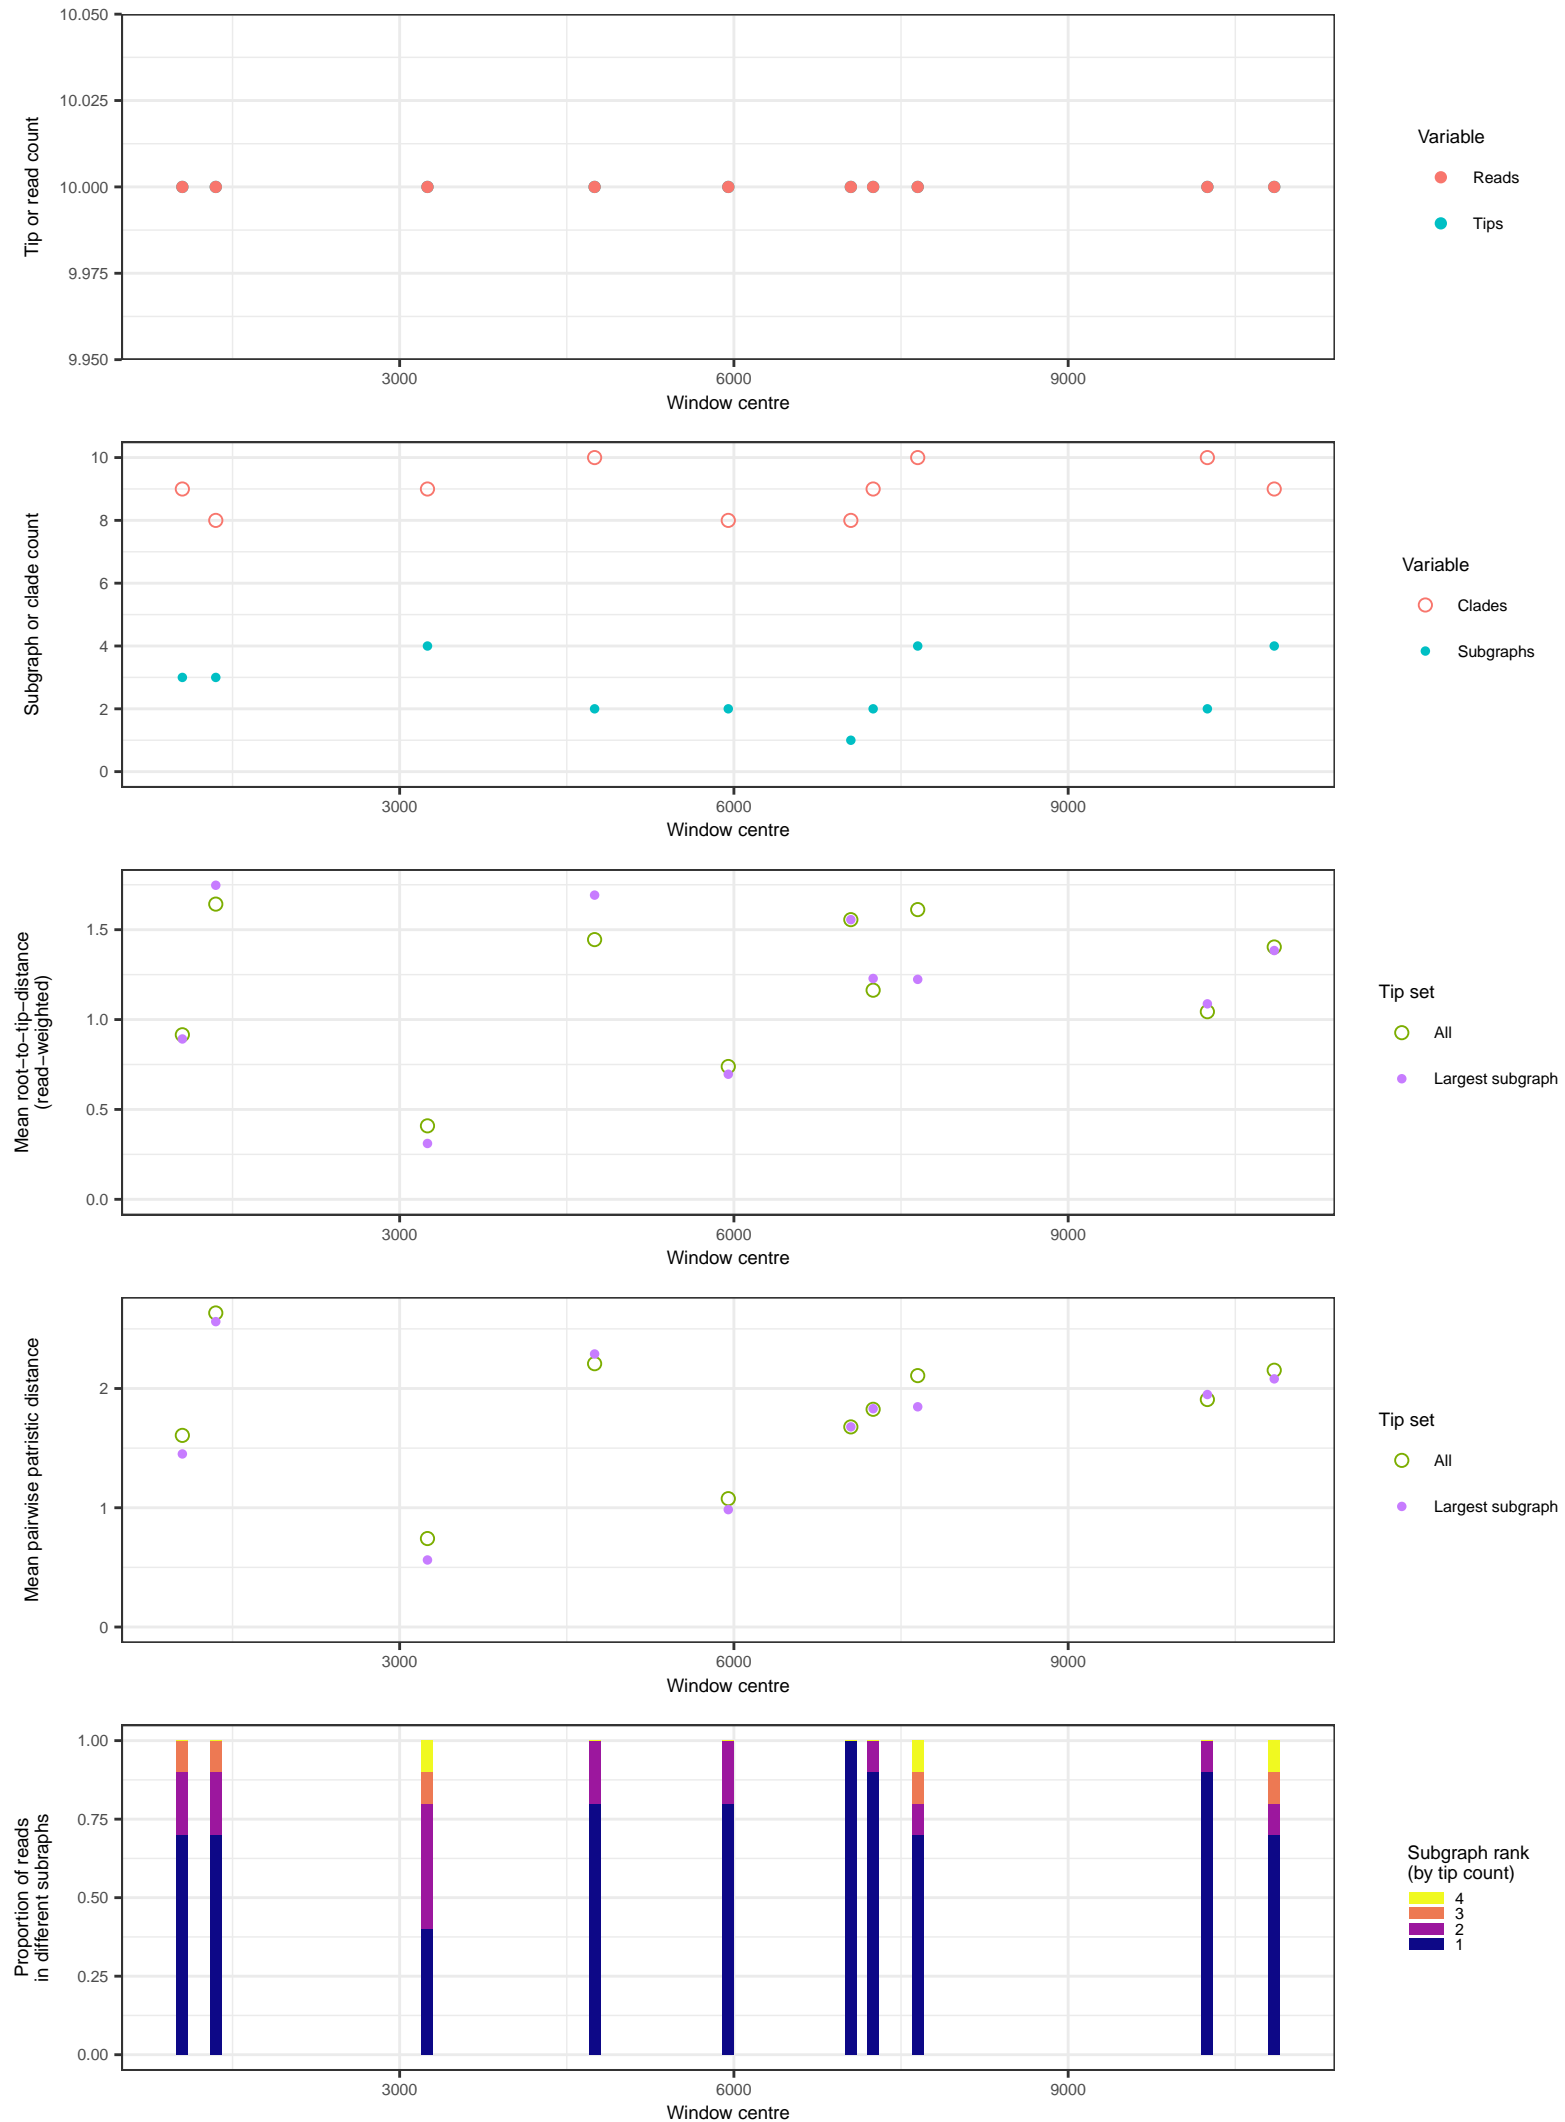 10.050
10.025
10.000
9.975
9.950
Tip or read count
3000
6000
9000
Window centre
Variable
Reads
Tips
10
8
6
4
2
0
Subgraph or clade count
3000
6000
9000
Window centre
Variable
Clades
Subgraphs
1.5
1.0
0.5
0.0
Mean root−to−tip−distance
(read−weighted)
3000
6000
9000
Window centre
Tip set
All
Largest subgraph
2
1
0
Mean pairwise patristic distance
3000
6000
9000
Window centre
Tip set
All
Largest subgraph
1.00
0.75
0.50
0.25
0.00
Proportion of reads
in different subraphs
3000
6000
9000
Window centre
Subgraph rank
(by tip count)
4
3
2
1